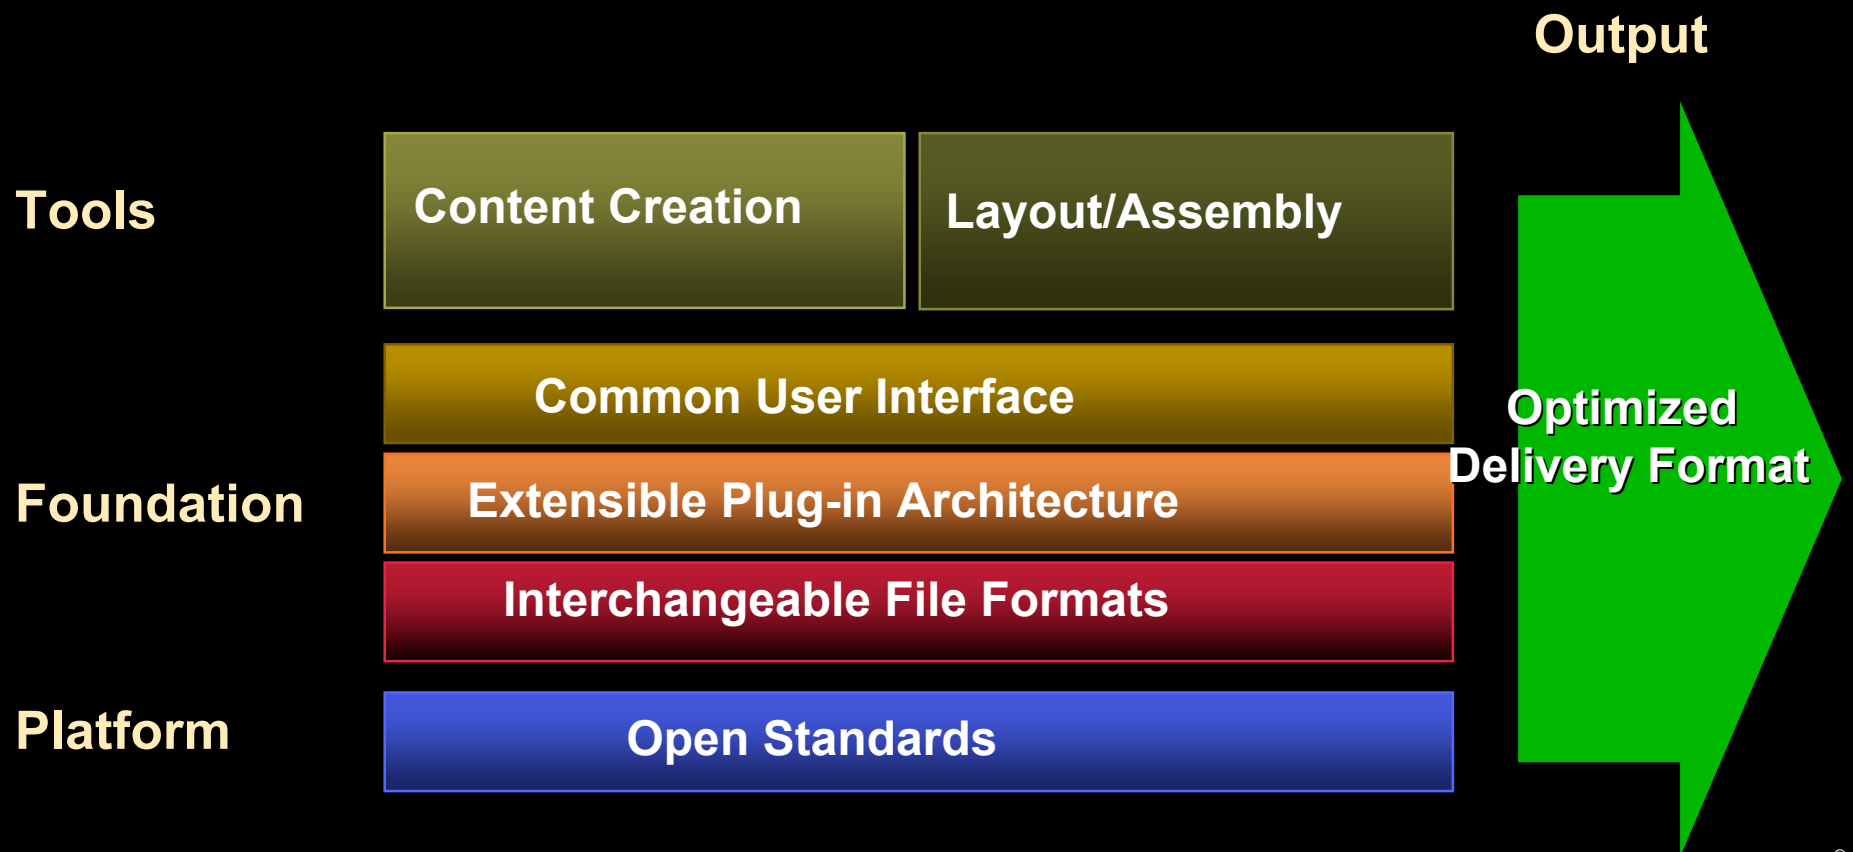 Output
Tools
Content Creation
Layout/Assembly
Common User Interface
Optimized
Delivery Format
Foundation
Extensible Plug-in Architecture
Interchangeable File Formats
Platform
Open Standards
®